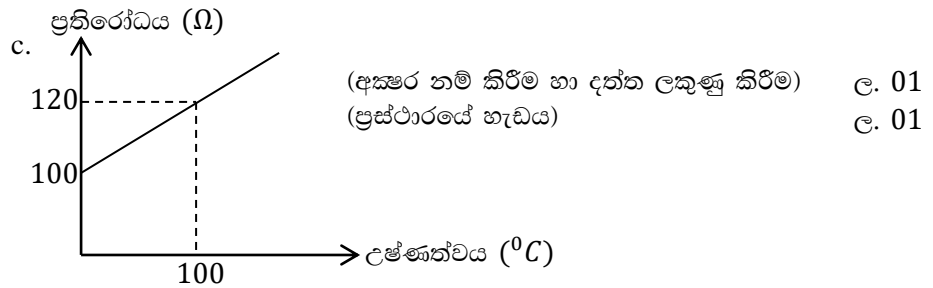 ප්‍රතිරෝධය (Ω)
c.
(අක්‍ෂර නම් කිරීම හා දත්ත ලකුණු කිරීම) ල. 01
120
(ප්‍රස්ථාරයේ හැඩය) ල. 01
100
උෂ්ණත්වය (⁰C)
100